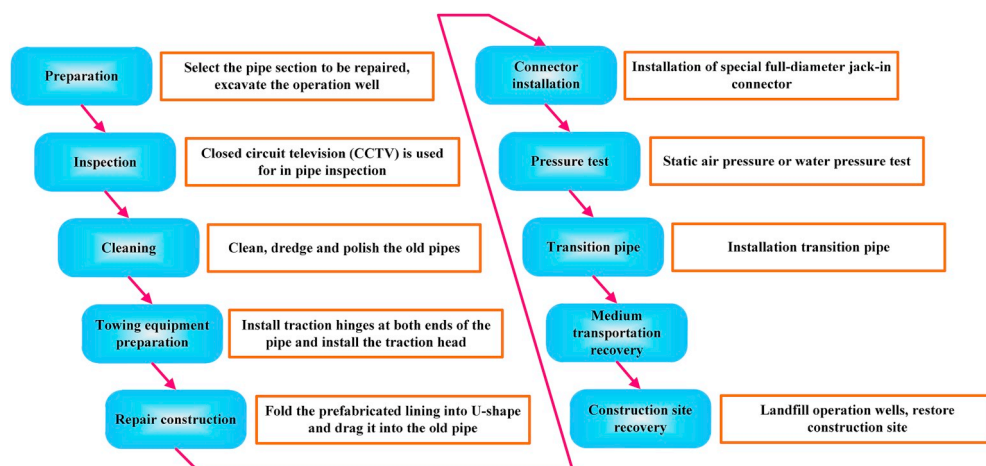 Preparation
Select the pipe section to be repaired,
excavate the operation well
Inspection
Closed circuit television (CCTV) is used
for in pipe inspection
Cleaning
Clean, dredge and polish the old pipes
Towing equipment
preparation
Install traction hinges at both ends of the
pipe and install the traction head
Repair construction
Fold the prefabricated lining into U-shape
and drag it into the old pipe
Connector
installation
Installation of special full-diameter jack-in
connector
Pressure test
Static air pressure or water pressure test
Transition pipe
Installation transition pipe
Medium
transportation
recovery
Construction site
recovery
Landfill operation wells, restore
construction site